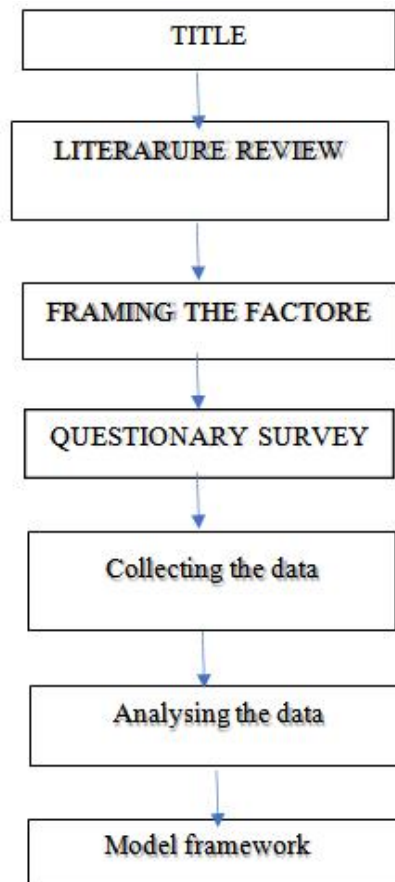 TITLE
LITERARURE REVIEW
FRAMING THE FACTORE
QUESTIONARY SURVEY
Collecting the data
Analysing the data
Model framework